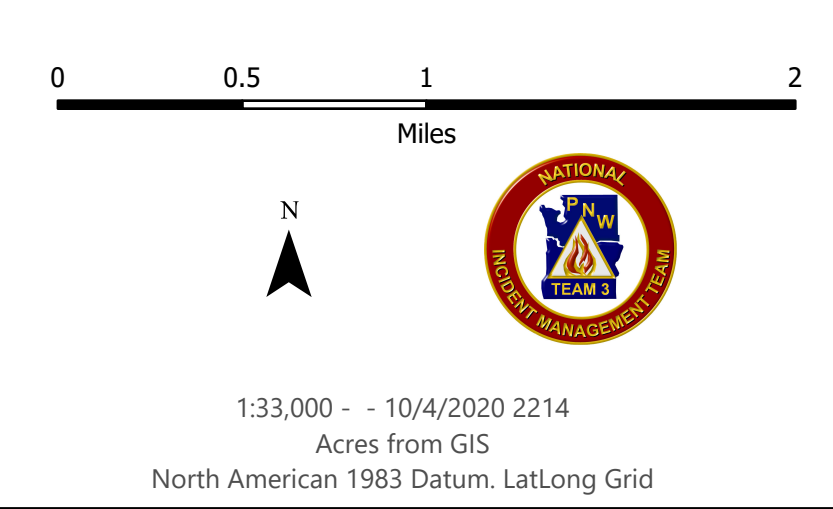 0 0.5 1 2
Miles
N
NATIONAL
PNW
TEAM 3
INCIDENT MANAGEMENT TEAM
1:33,000 -  - 10/4/2020 2214
Acres from GIS
North American 1983 Datum. LatLong Grid